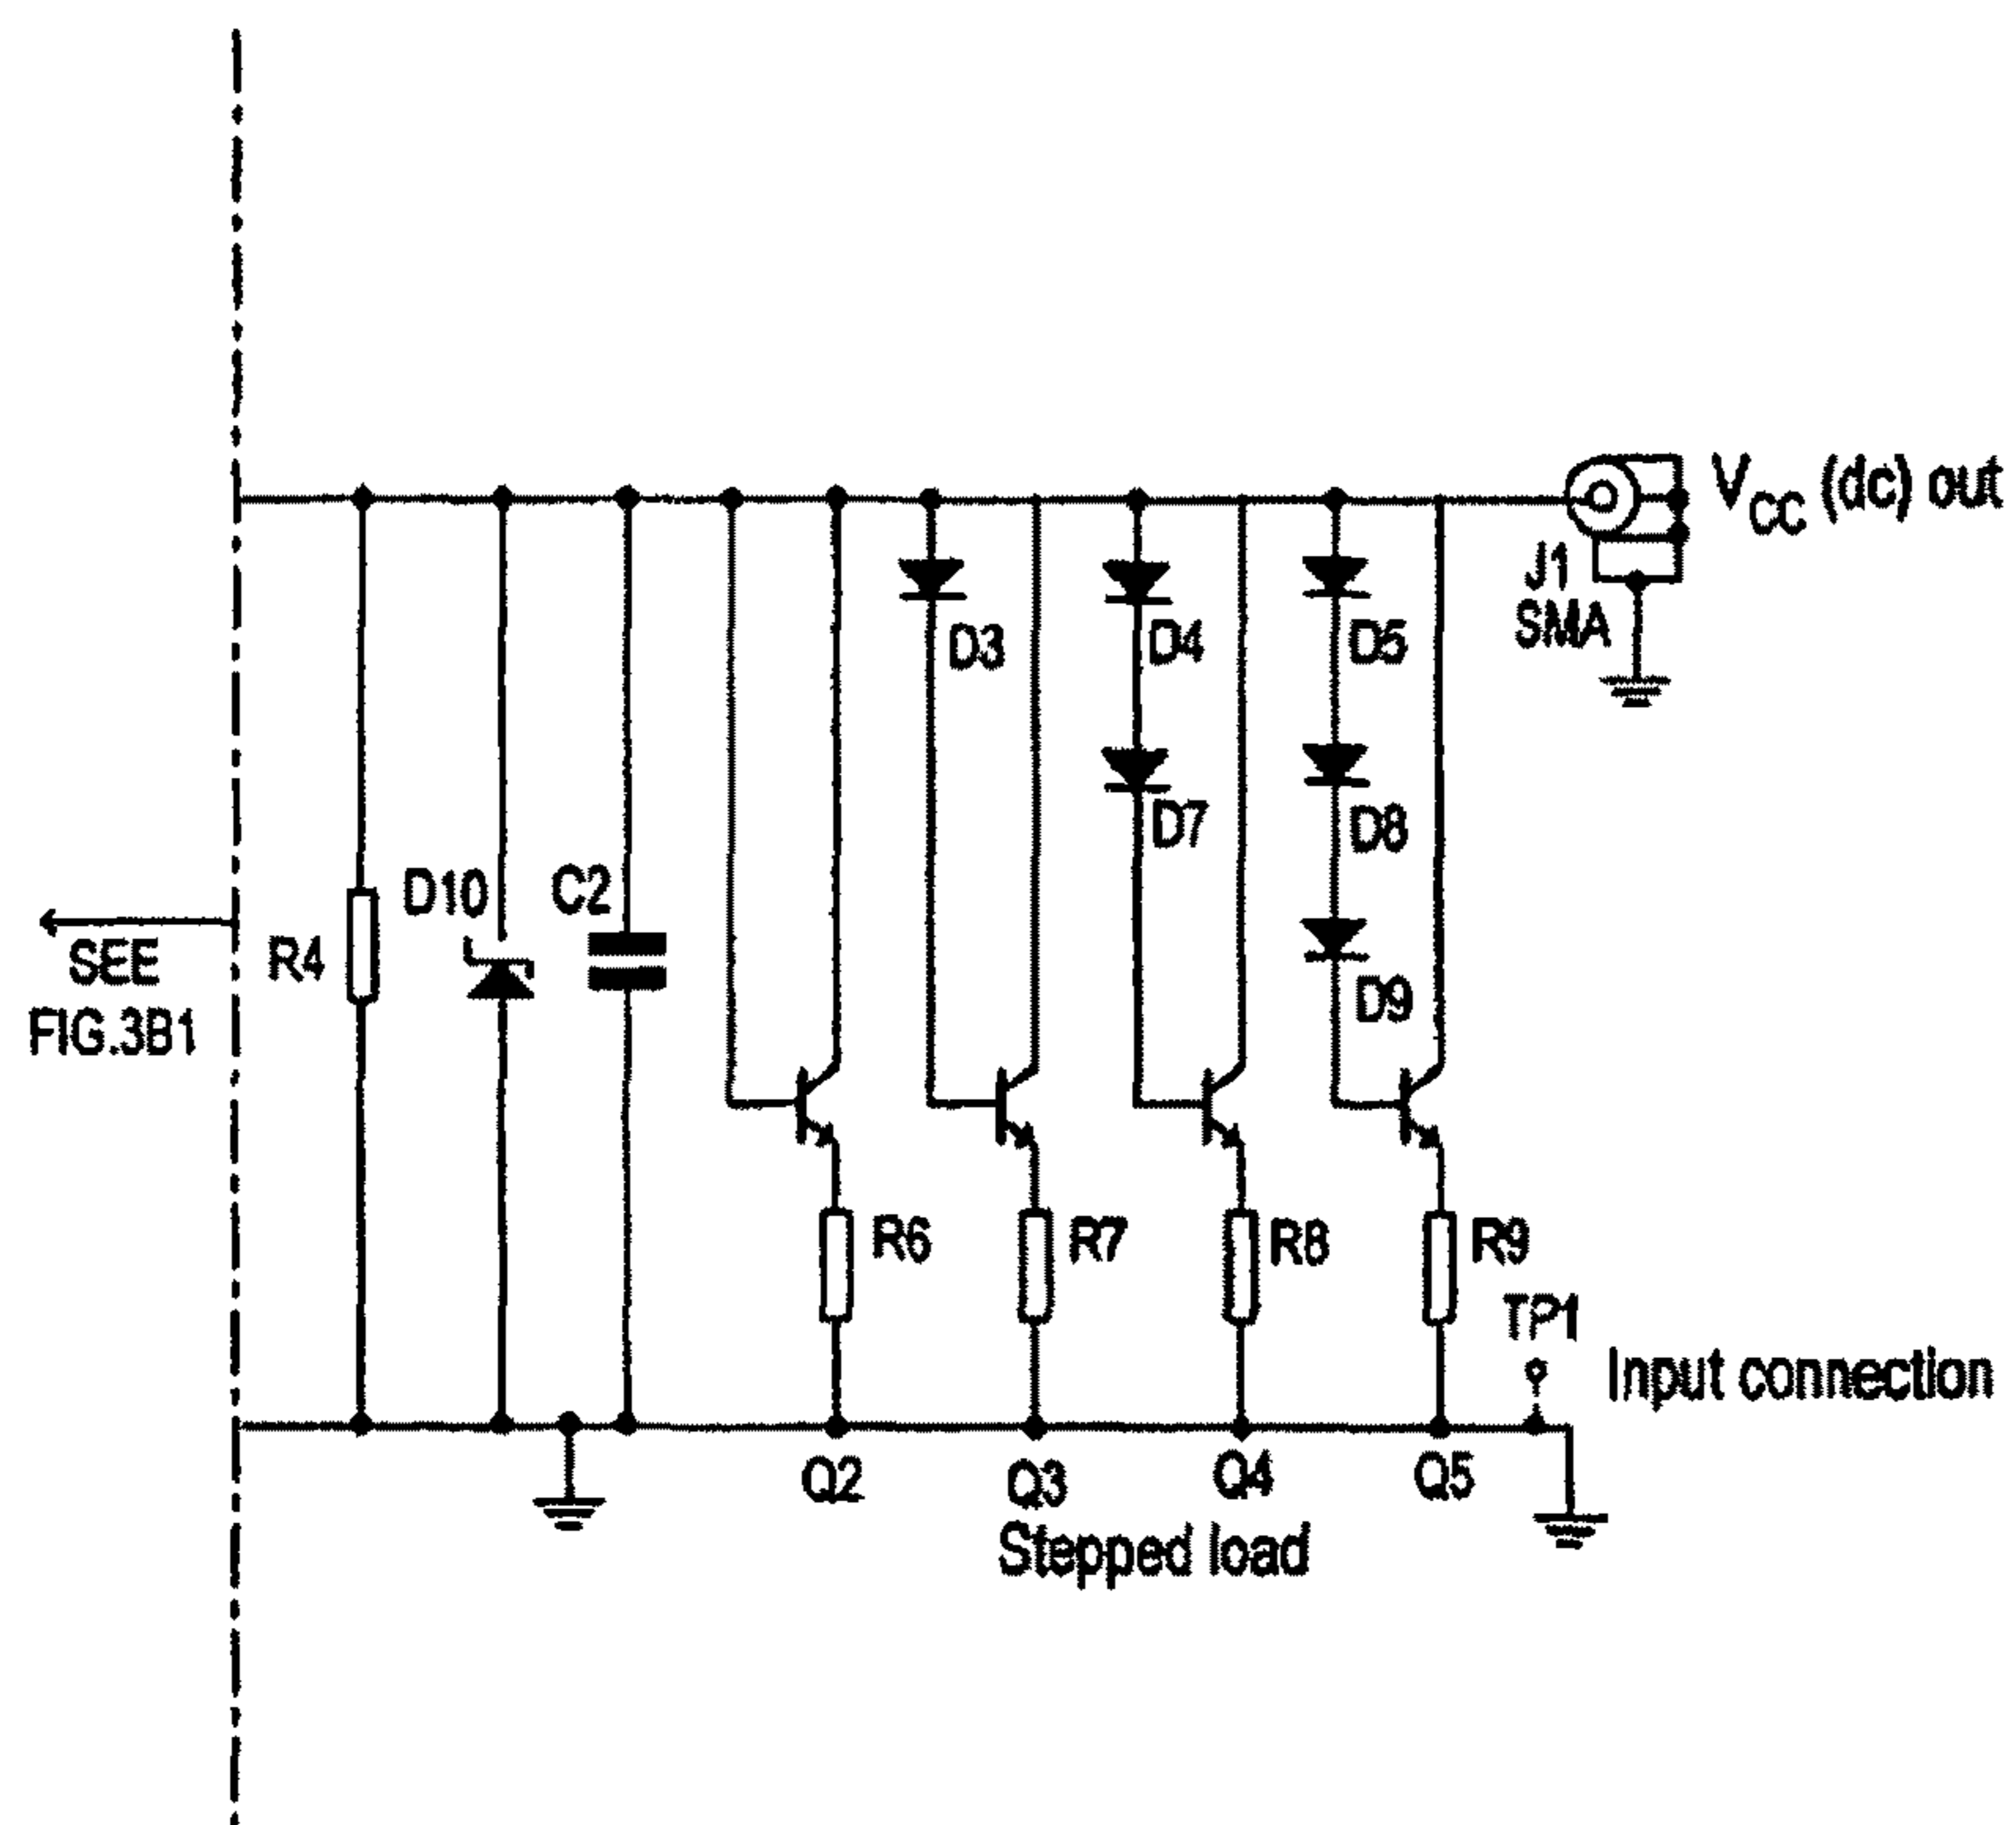 V_CC (dc) out
J1
SMA
D3
D4
D5
D7
D8
D10
C2
R4
SEE
FIG.3B1
D9
R6
R7
R8
R9
TP1
Input connection
Q2
Q3
Q4
Q5
Stepped load